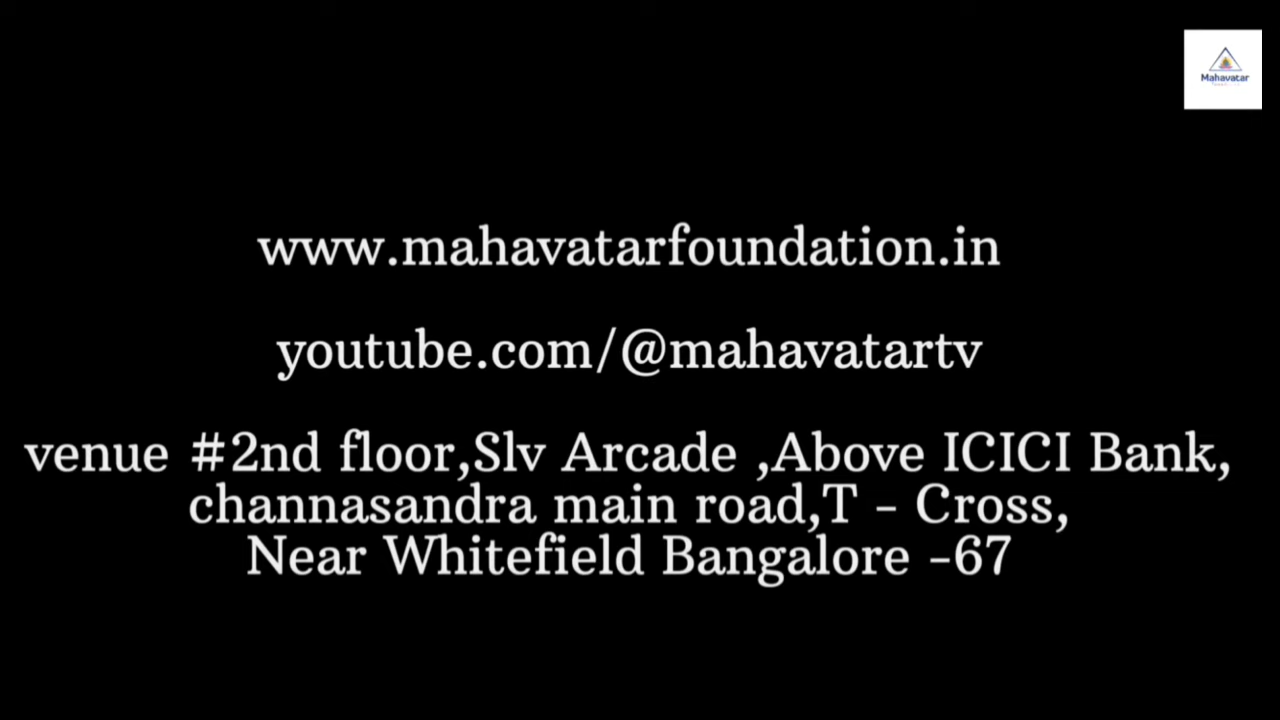 Mahavatar
www.mahavatarfoundation.in
youtube.com/@mahavatartv
venue #2nd floor,Slv Arcade ,Above ICICI Bank,
channasandra main road,T - Cross,
Near Whitefield Bangalore -67